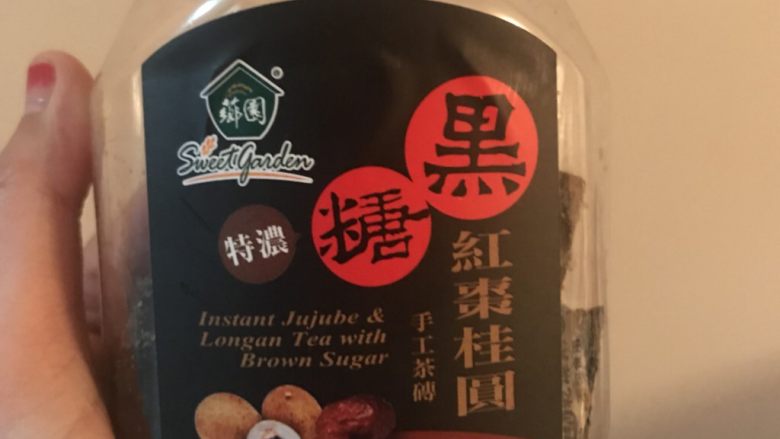 薌園
Sweet Garden
®
黑
糖
特濃
紅棗桂圓
手工茶磚
Instant Jujube &
Longan Tea with
Brown Sugar